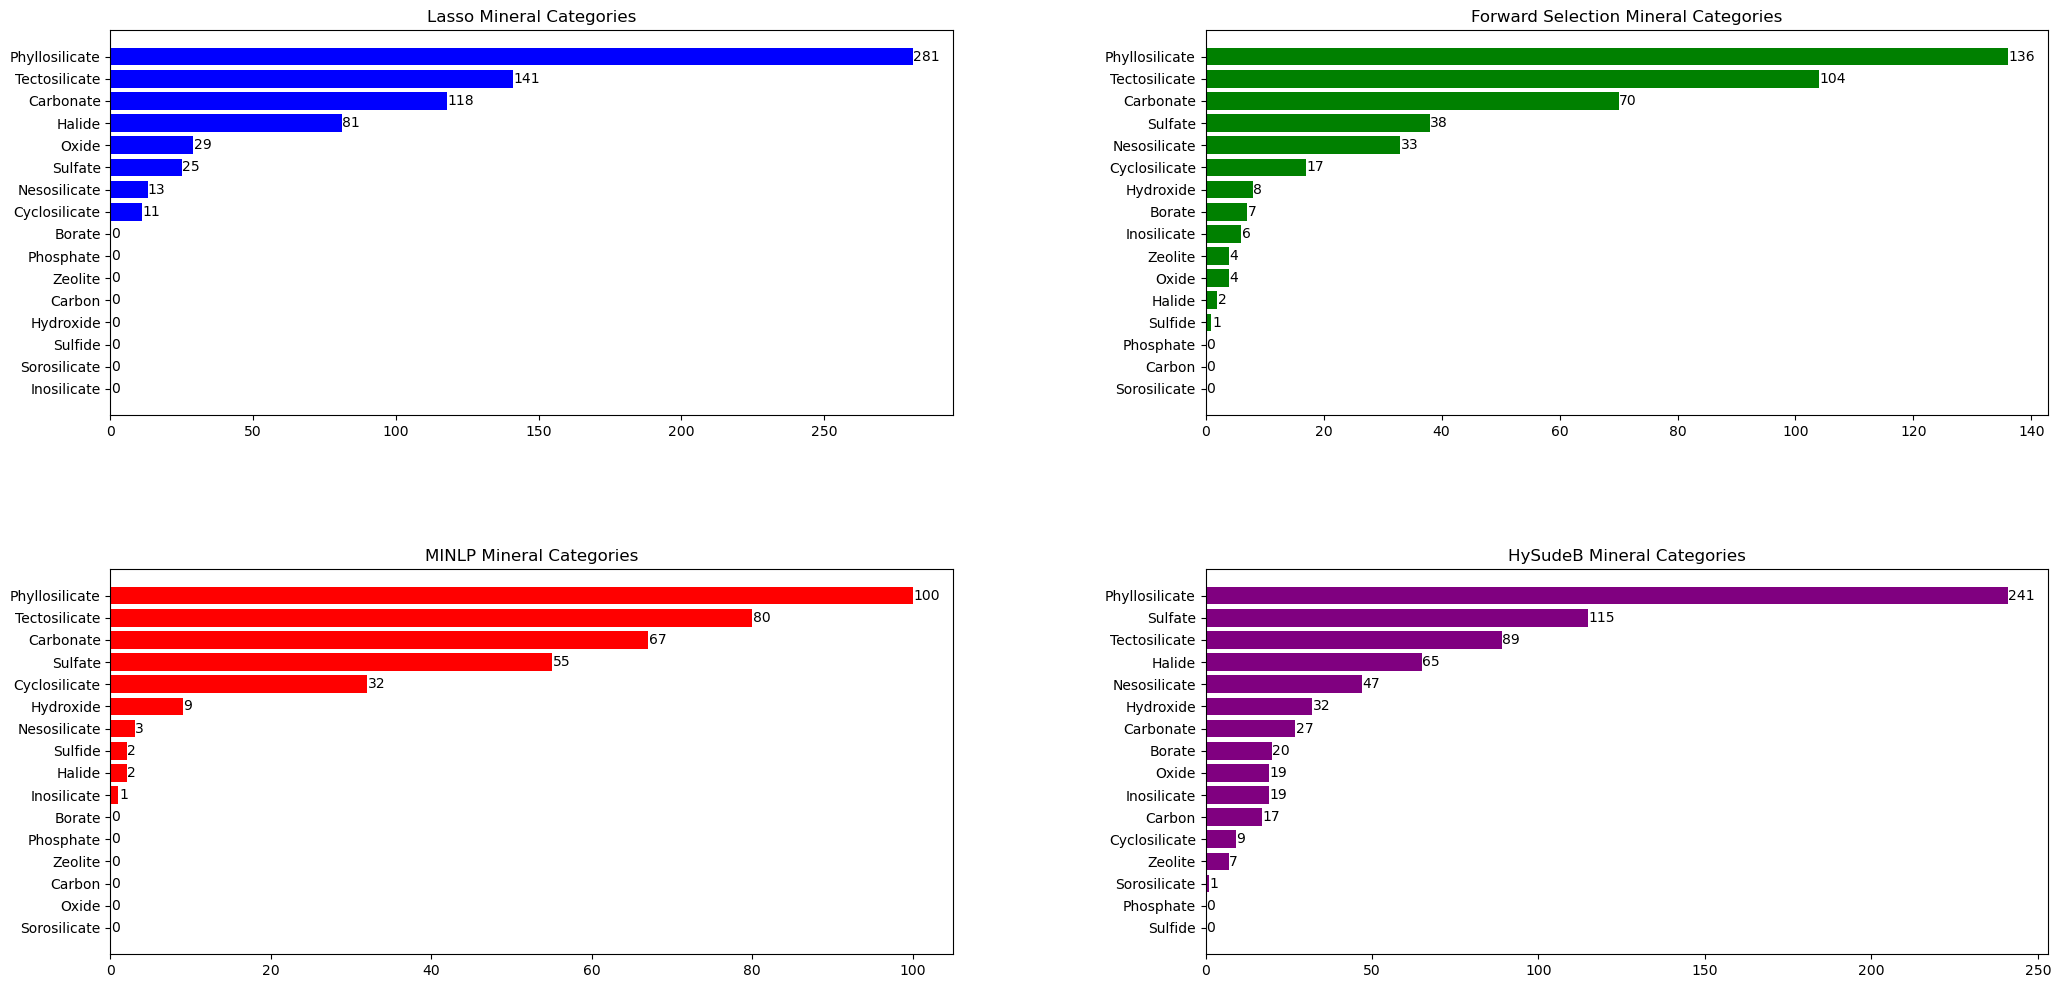 Lasso Mineral Categories
Phyllosilicate 281
Tectosilicate 141
Carbonate 118
Halide 81
Oxide 29
Sulfate 25
Nesosilicate 13
Cyclosilicate 11
Borate 0
Phosphate 0
Zeolite 0
Carbon 0
Hydroxide 0
Sulfide 0
Sorosilicate 0
Inosilicate 0
0 50 100 150 200 250
Forward Selection Mineral Categories
Phyllosilicate 136
Tectosilicate 104
Carbonate 70
Sulfate 38
Nesosilicate 33
Cyclosilicate 17
Hydroxide 8
Borate 7
Inosilicate 6
Zeolite 4
Oxide 4
Halide 2
Sulfide 1
Phosphate 0
Carbon 0
Sorosilicate 0
0 20 40 60 80 100 120 140
MINLP Mineral Categories
Phyllosilicate 100
Tectosilicate 80
Carbonate 67
Sulfate 55
Cyclosilicate 32
Hydroxide 9
Nesosilicate 3
Sulfide 2
Halide 2
Inosilicate 1
Borate 0
Phosphate 0
Zeolite 0
Carbon 0
Oxide 0
Sorosilicate 0
0 20 40 60 80 100
HySudeB Mineral Categories
Phyllosilicate 241
Sulfate 115
Tectosilicate 89
Halide 65
Nesosilicate 47
Hydroxide 32
Carbonate 27
Borate 20
Oxide 19
Inosilicate 19
Carbon 17
Cyclosilicate 9
Zeolite 7
Sorosilicate 1
Phosphate 0
Sulfide 0
0 50 100 150 200 250